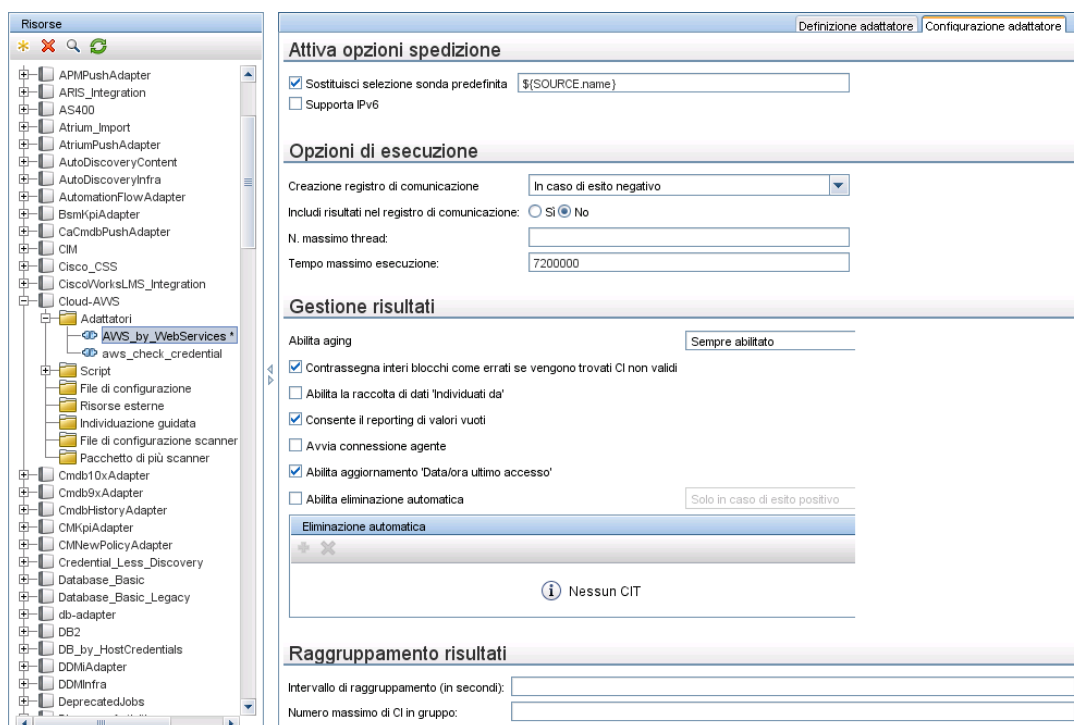 Risorse
APMPushAdapter
ARIS_Integration
AS400
Atrium_Import
AtriumPushAdapter
AutoDiscoveryContent
AutoDiscoveryInfra
AutomationFlowAdapter
BsmKpiAdapter
CaCmdbPushAdapter
CIM
Cisco_CSS
CiscoWorksLMS_Integration
Cloud-AWS
Adattatori
AWS_by_WebServices *
aws_check_credential
Script
File di configurazione
Risorse esterne
Individuazione guidata
File di configurazione scanner
Pacchetto di più scanner
Cmdb10xAdapter
Cmdb9xAdapter
CmdbHistoryAdapter
CMKpiAdapter
CMNewPolicyAdapter
Credential_Less_Discovery
Database_Basic
Database_Basic_Legacy
db-adapter
DB2
DB_by_HostCredentials
DDMiAdapter
DDMInfra
DeprecatedJobs
Definizione adattatore
Configurazione adattatore
Attiva opzioni spedizione
Sostituisci selezione sonda predefinita ${SOURCE.name}
Supporta IPv6
Opzioni di esecuzione
Creazione registro di comunicazione In caso di esito negativo
Includi risultati nel registro di comunicazione: Sì No
N. massimo thread:
Tempo massimo esecuzione: 7200000
Gestione risultati
Abilita aging Sempre abilitato
Contrassegna interi blocchi come errati se vengono trovati CI non validi
Abilita la raccolta di dati 'Individuati da'
Consente il reporting di valori vuoti
Avvia connessione agente
Abilita aggiornamento 'Data/ora ultimo accesso'
Abilita eliminazione automatica Solo in caso di esito positivo
Eliminazione automatica
Nessun CIT
Raggruppamento risultati
Intervallo di raggruppamento (in secondi):
Numero massimo di CI in gruppo: